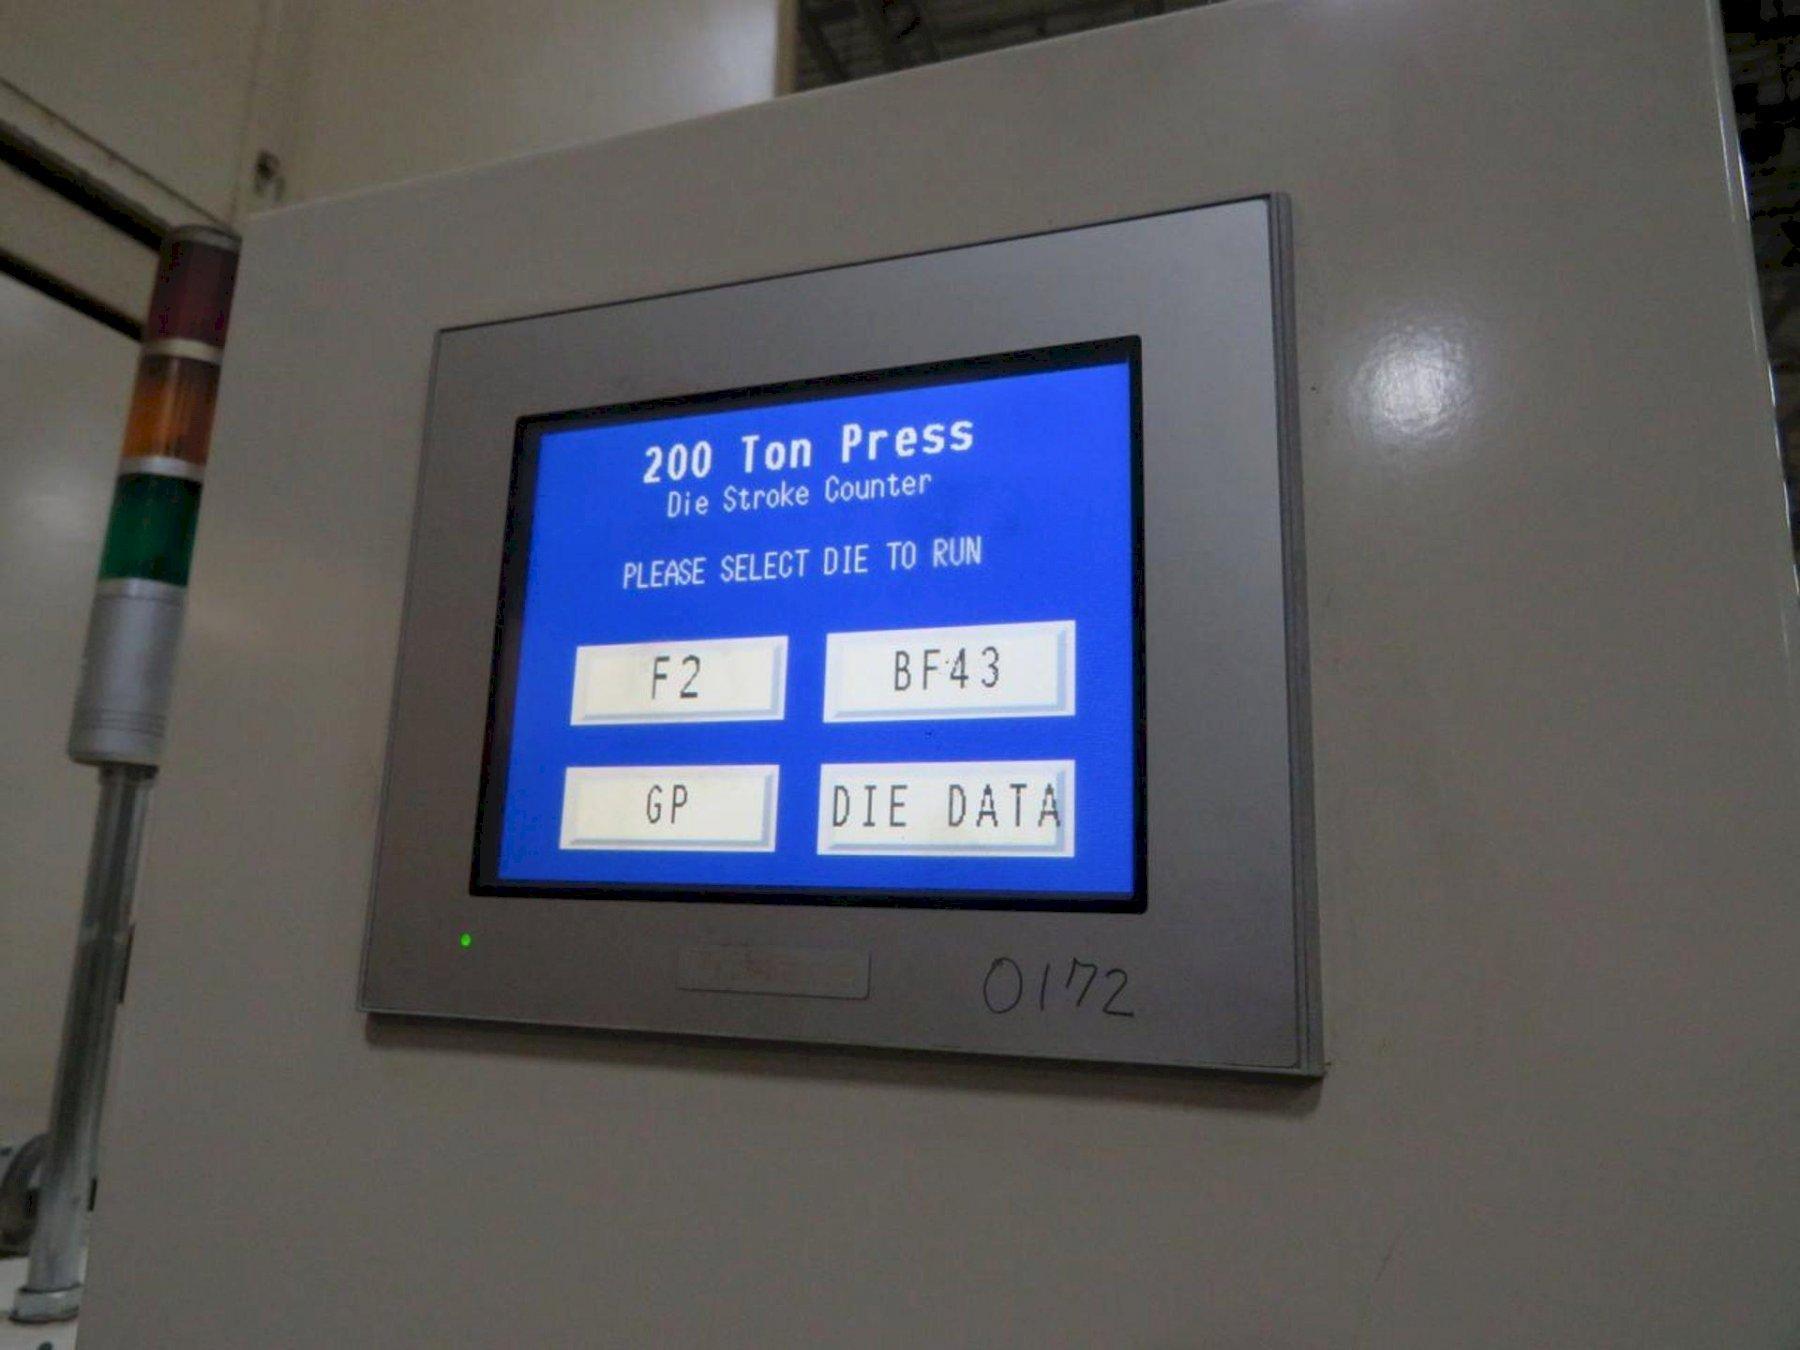 200 Ton Press
Die Stroke Counter
PLEASE SELECT DIE TO RUN
F2
BF43
GP
DIE DATA
0172